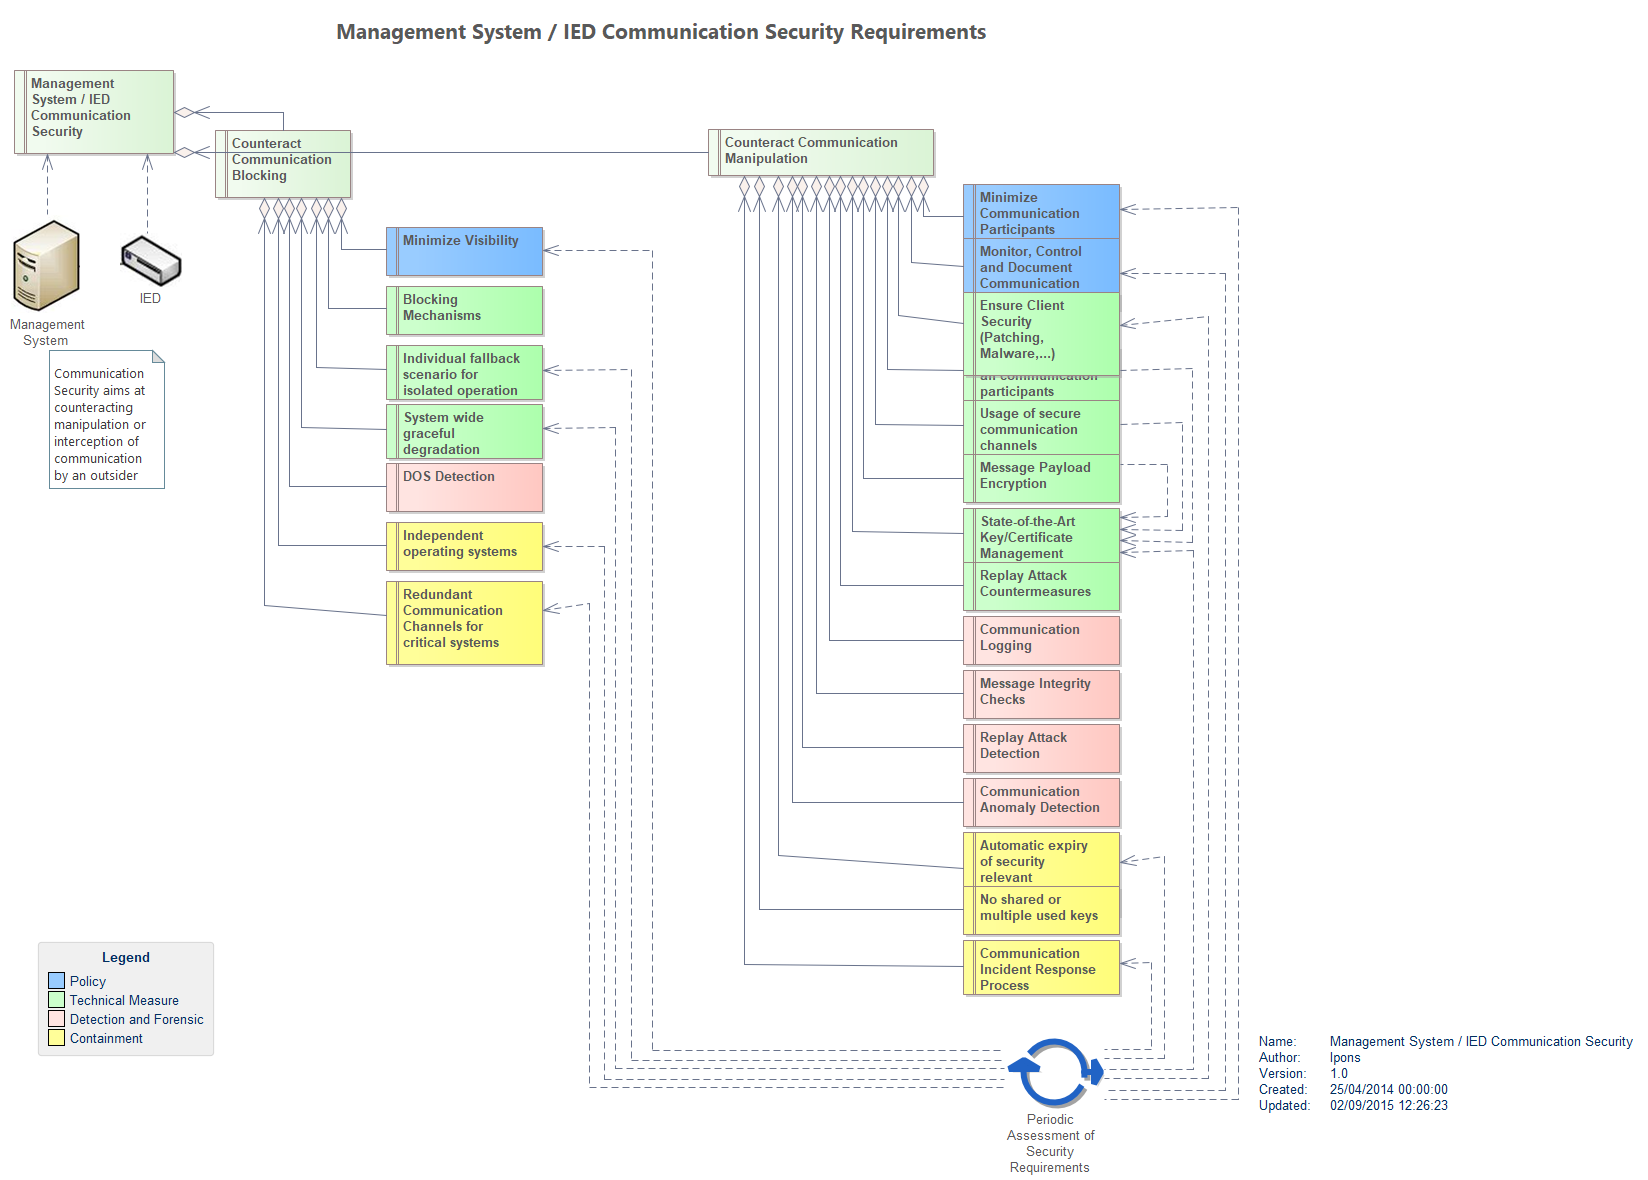 Management System / IED Communication Security Requirements
Management
System / IED
Communication
Security
Counteract
Communication
Blocking
Counteract Communication
Manipulation
Minimize
Communication
Participants
Monitor, Control
and Document
Communication
Ensure Client
Security
(Patching,
Malware,...)
all communication
participants
Usage of secure
communication
channels
Message Payload
Encryption
State-of-the-Art
Key/Certificate
Management
Replay Attack
Countermeasures
Communication
Logging
Message Integrity
Checks
Replay Attack
Detection
Communication
Anomaly Detection
Automatic expiry
of security
relevant
No shared or
multiple used keys
Communication
Incident Response
Process
Minimize Visibility
Blocking
Mechanisms
Individual fallback
scenario for
isolated operation
System wide
graceful
degradation
DOS Detection
Independent
operating systems
Redundant
Communication
Channels for
critical systems
Management
System
IED
Communication
Security aims at
counteracting
manipulation or
interception of
communication
by an outsider
Legend
Policy
Technical Measure
Detection and Forensic
Containment
Periodic
Assessment of
Security
Requirements
Name: Management System / IED Communication Security
Author: lpons
Version: 1.0
Created: 25/04/2014 00:00:00
Updated: 02/09/2015 12:26:23